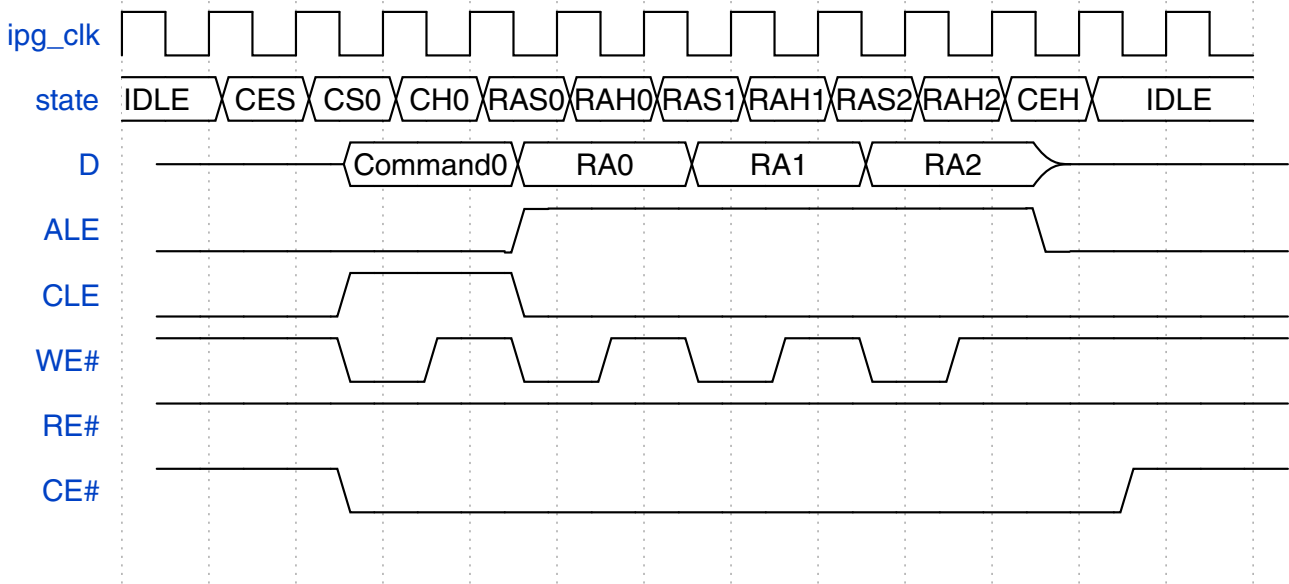 ipg_clk
state IDLE CES CS0 CH0 RAS0 RAH0 RAS1 RAH1 RAS2 RAH2 CEH IDLE
D Command0 RA0 RA1 RA2
ALE
CLE
WE#
RE#
CE#